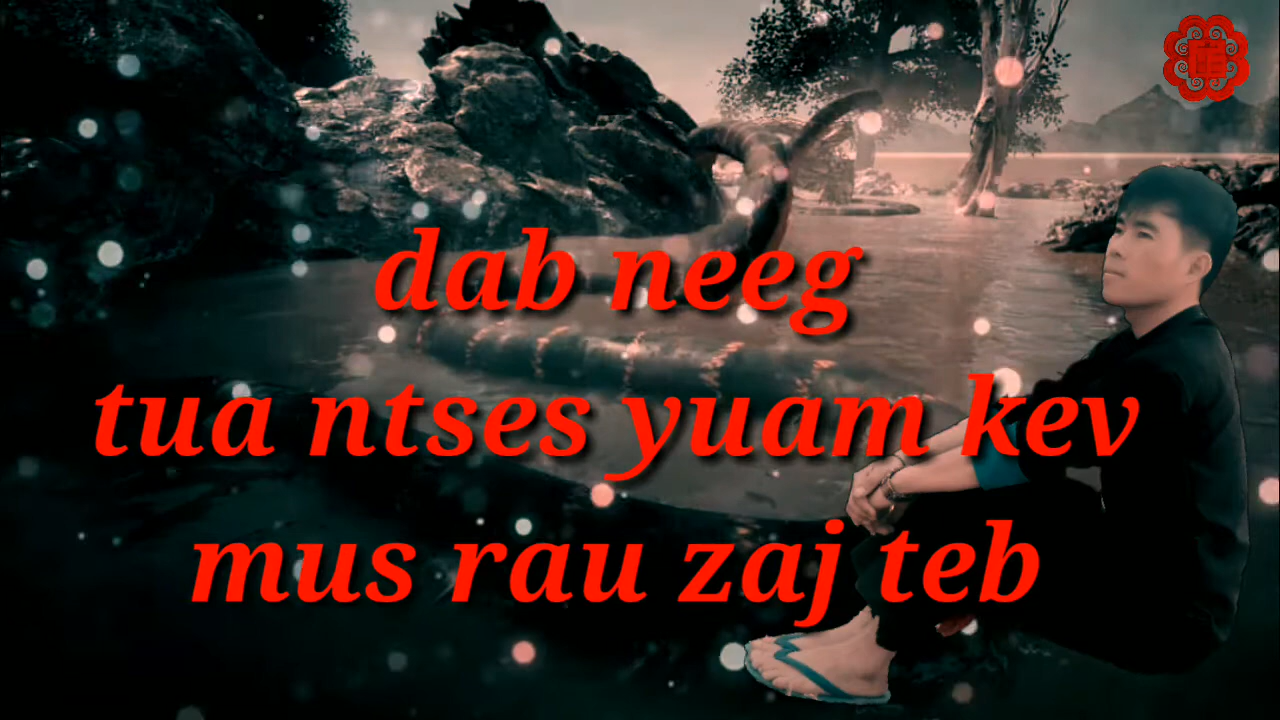 dab neeg
tua ntses yuam kev
mus rau zaj teb